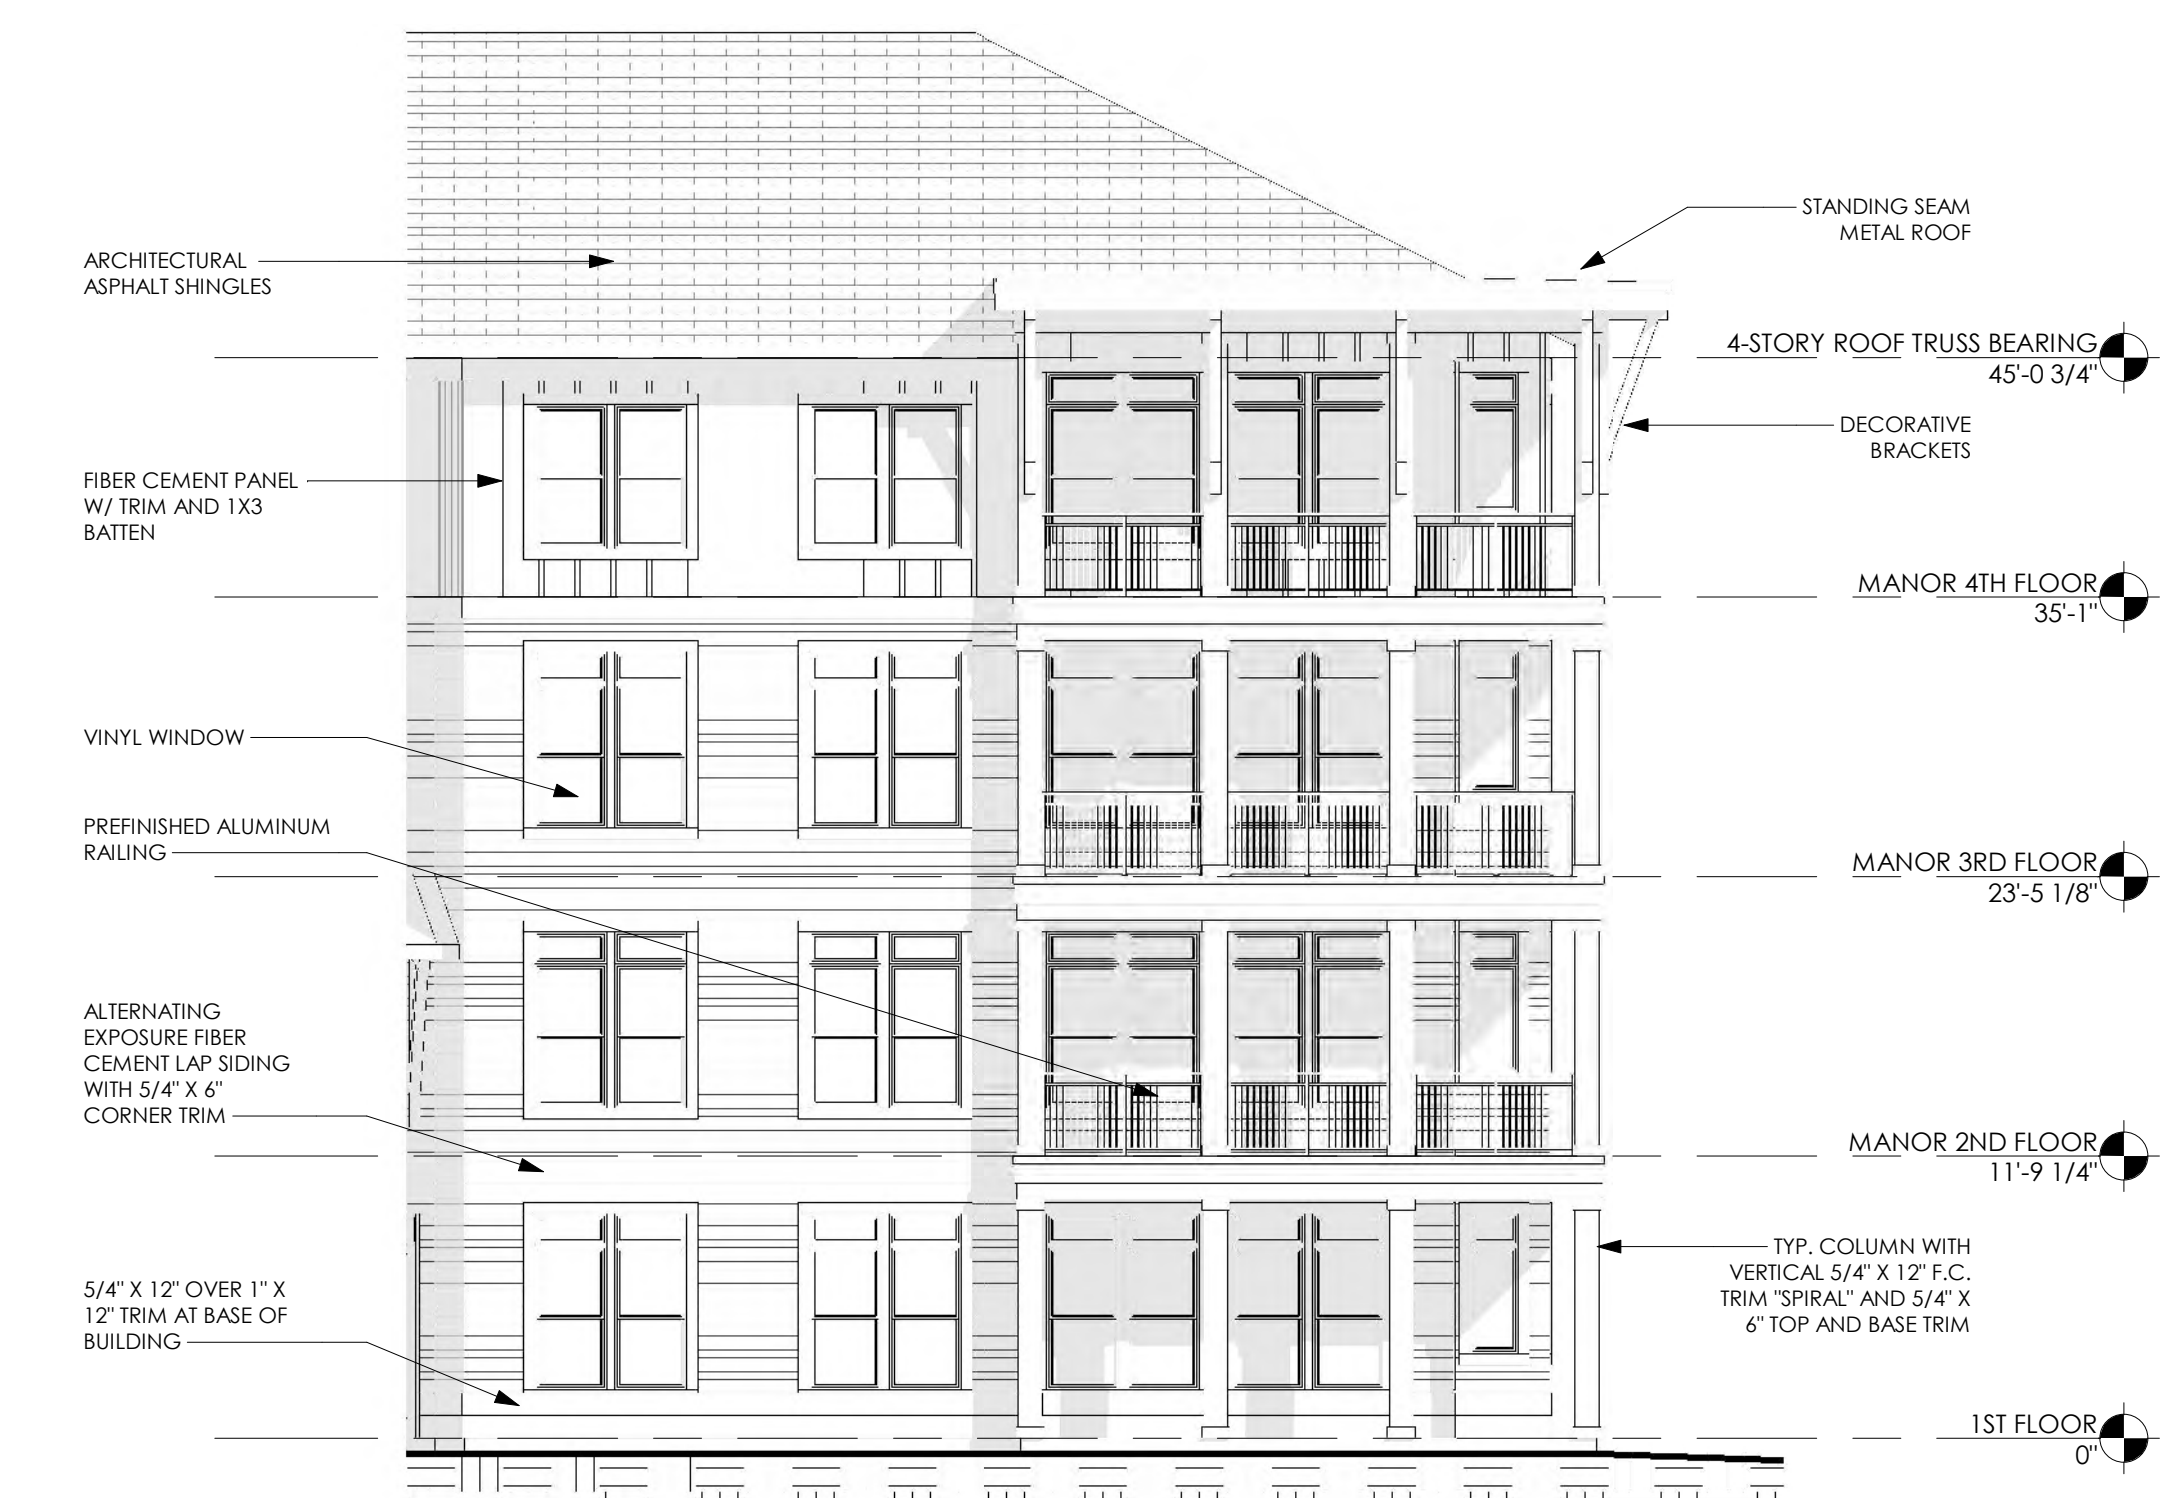 ARCHITECTURAL
ASPHALT SHINGLES
FIBER CEMENT PANEL
W/ TRIM AND 1X3
BATTEN
VINYL WINDOW
PREFINISHED ALUMINUM
RAILING
ALTERNATING
EXPOSURE FIBER
CEMENT LAP SIDING
WITH 5/4" X 6"
CORNER TRIM
5/4" X 12" OVER 1" X
12" TRIM AT BASE OF
BUILDING
STANDING SEAM
METAL ROOF
4-STORY ROOF TRUSS BEARING
45'-0 3/4"
DECORATIVE
BRACKETS
MANOR 4TH FLOOR
35'-1"
MANOR 3RD FLOOR
23'-5 1/8"
MANOR 2ND FLOOR
11'-9 1/4"
TYP. COLUMN WITH
VERTICAL 5/4" X 12" F.C.
TRIM "SPIRAL" AND 5/4" X
6" TOP AND BASE TRIM
1ST FLOOR
0"